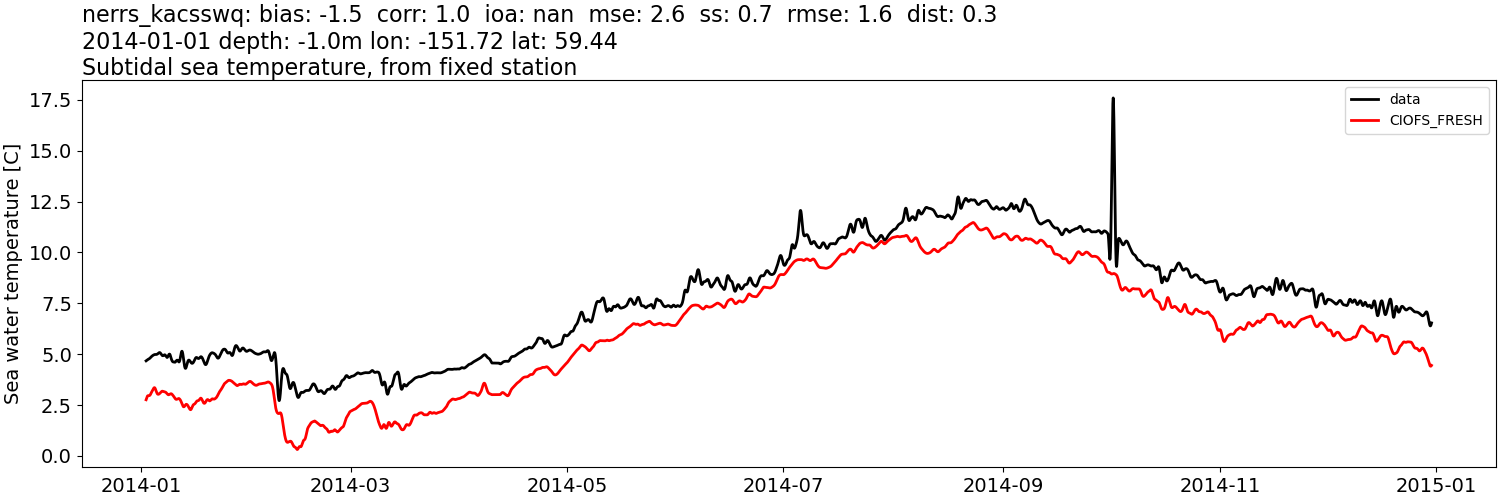 nerrs_kacsswq: bias: -1.5  corr: 1.0  ioa: nan  mse: 2.6  ss: 0.7  rmse: 1.6  dist: 0.3
2014-01-01 depth: -1.0m lon: -151.72 lat: 59.44
Subtidal sea temperature, from fixed station
Sea water temperature [C]
17.5
15.0
12.5
10.0
7.5
5.0
2.5
0.0
data
CIOFS_FRESH
2014-01
2014-03
2014-05
2014-07
2014-09
2014-11
2015-01